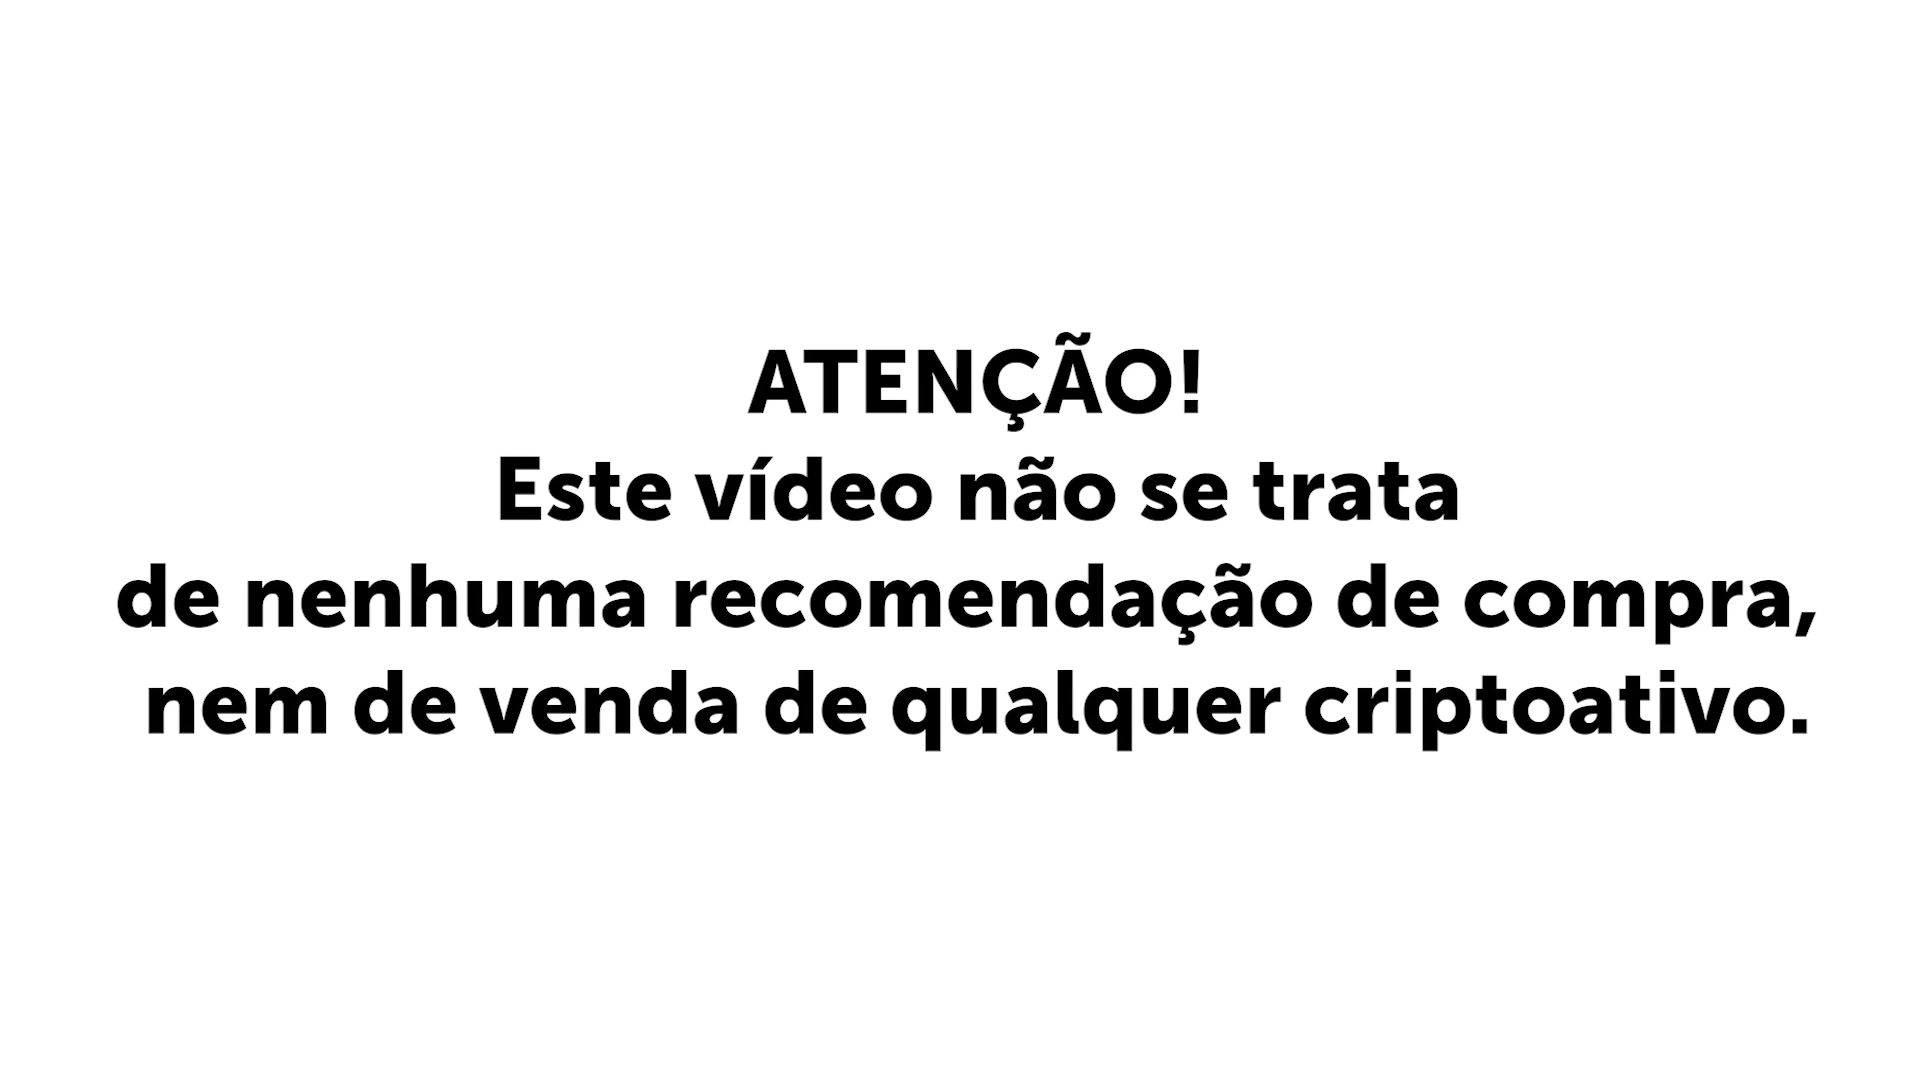 ATENÇÃO!
Este vídeo não se trata
de nenhuma recomendação de compra,
nem de venda de qualquer criptoativo.